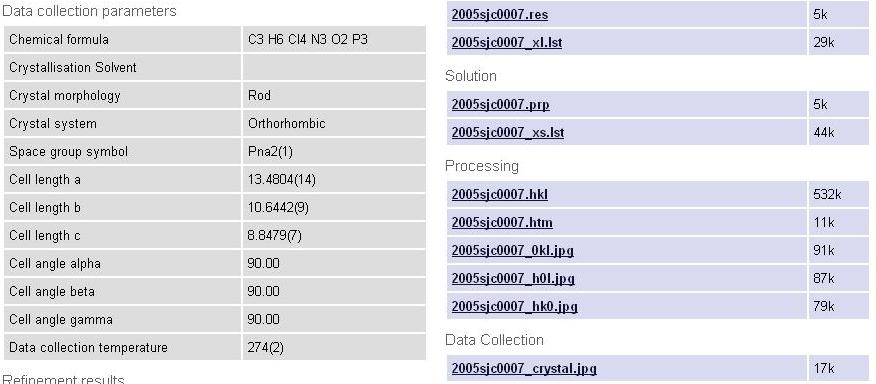 Data collection parameters
Chemical formula C3 H6 Cl4 N3 O2 P3
Crystallisation Solvent
Crystal morphology Rod
Crystal system Orthorhombic
Space group symbol Pna2(1)
Cell length a 13.4804(14)
Cell length b 10.6442(9)
Cell length c 8.8479(7)
Cell angle alpha 90.00
Cell angle beta 90.00
Cell angle gamma 90.00
Data collection temperature 274(2)
Refinement results
2005sjc0007.res 5k
2005sjc0007_xl.lst 29k
Solution
2005sjc0007.prp 5k
2005sjc0007_xs.lst 44k
Processing
2005sjc0007.hkl 532k
2005sjc0007.htm 11k
2005sjc0007_0kl.jpg 91k
2005sjc0007_h0l.jpg 87k
2005sjc0007_hk0.jpg 79k
Data Collection
2005sjc0007_crystal.jpg 17k